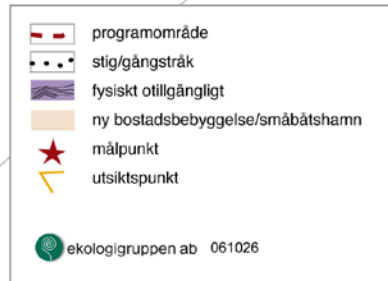 programområde
stig/gångstråk
fysiskt otillgängligt
ny bostadsbebyggelse/småbåtshamn
målpunkt
utsiktspunkt
ekologigruppen ab 061026